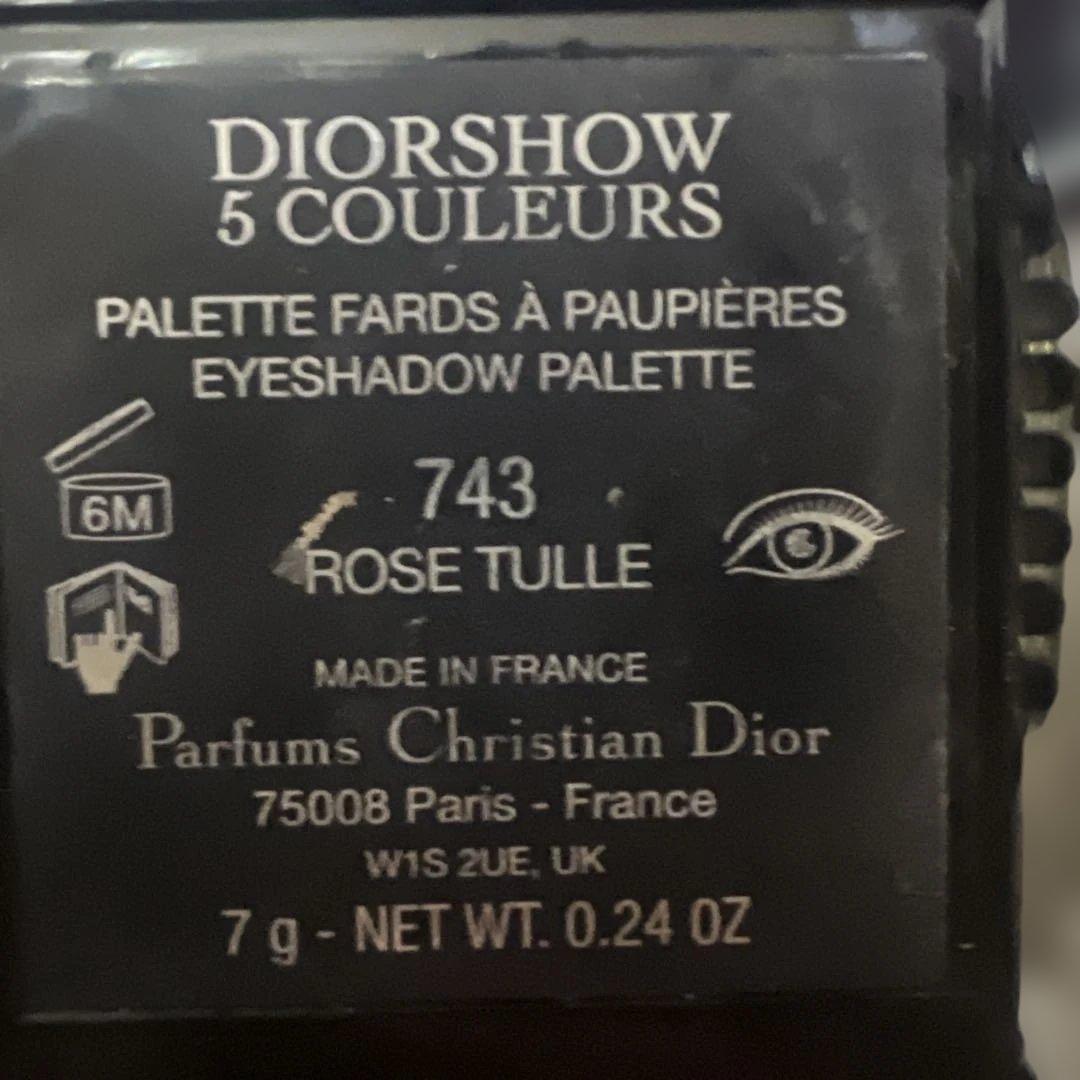 DIORSHOW
5 COULEURS
PALETTE FARDS À PAUPIÈRES
EYESHADOW PALETTE
6M
743
ROSE TULLE
MADE IN FRANCE
Parfums Christian Dior
75008 Paris - France
W1S 2UE, UK
7 g - NET WT. 0.24 OZ